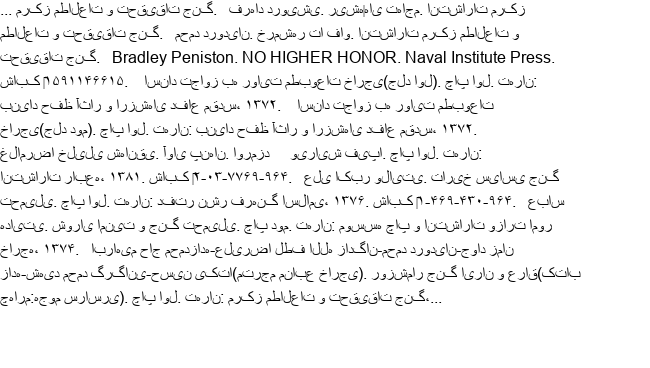 ... مرکز مطالعات و تحقیقات جنگ. فرهاد درویشی. ریشه‌های تهاجم. انتشارات مرکز
مطالعات و تحقیقات جنگ. محمد درودیان. خرمشهر تا فاو. انتشارات مرکز مطالعات و
تحقیقات جنگ. Bradley Peniston. NO HIGHER HONOR. Naval Institute Press.
شابک ۱۵۹۱۱۴۶۶۱۵. اسناد تجاوز به روایت مطبوعات خارجی(جلد اول). چاپ اول. تهران:
بنیاد حفظ آثار و ارزشهای دفاع مقدس، ۱۳۷۲. اسناد تجاوز به روایت مطبوعات
خارجی(جلد دوم). چاپ اول. تهران: بنیاد حفظ آثار و ارزشهای دفاع مقدس، ۱۳۷۲.
غلامرضا خلیلی شهانقی. آوای پنهان. اورمزد ویرایش فیپا. چاپ اول. تهران:
انتشارات رابعه، ۱۳۸۱. شابک ۲-۰۳-۷۷۶۹-۹۶۴. علی اکبر ولایتی. تاریخ سیاسی جنگ
تحمیلی. چاپ اول. تهران: دفتر نشر فرهنگ اسلامی، ۱۳۷۶. شابک ۱-۴۶۹-۴۳۰-۹۶۴. عباس
هدایتی. شورای امنیت و جنگ تحمیلی. چاپ دوم. تهران: موسسه چاپ و انتشارات وزارت امور
خارجه، ۱۳۷۴. ابراهیم حاج محمدزاده-علیرضا لطف الله زادگان-محمد درودیان-جواد زمان
زاده-شهید محمد گرگانی-حسین یکتا(مترجم منابع خارجی). روزشمار جنگ ایران و عراق(کتاب
چهارم:هجوم سراسری). چاپ اول. تهران: مرکز مطالعات و تحقیقات جنگ،...